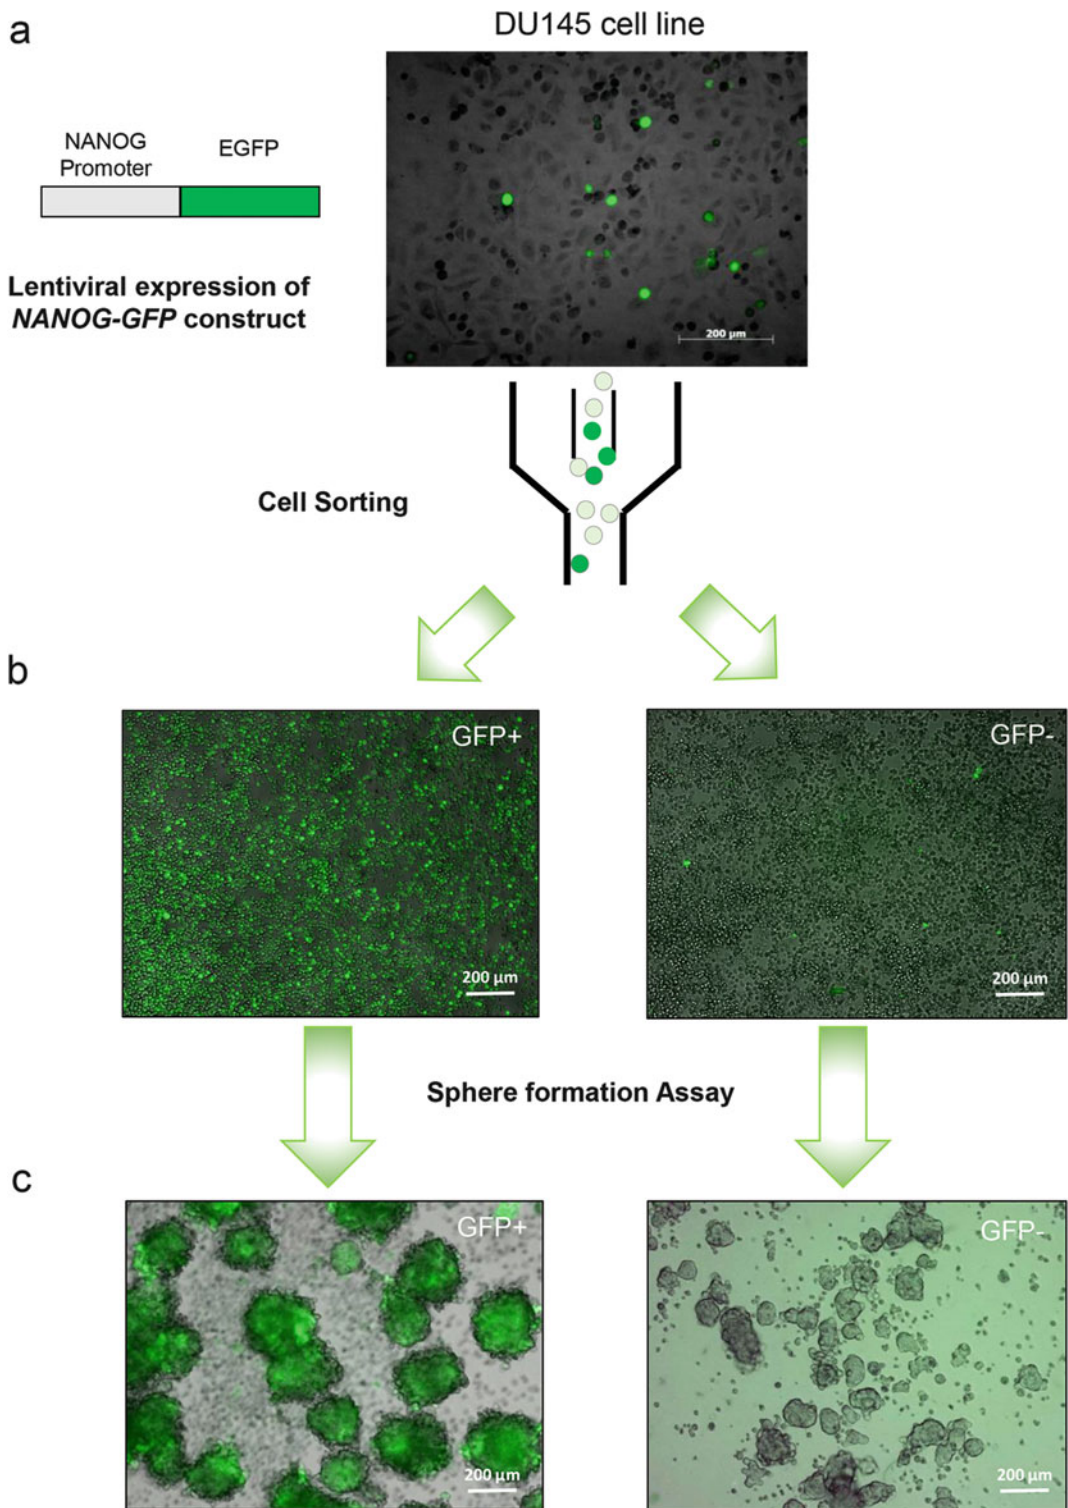 a
DU145 cell line
NANOG
Promoter
EGFP
Lentiviral expression of
NANOG-GFP construct
200 µm
Cell Sorting
b
GFP+
GFP-
200 µm
200 µm
Sphere formation Assay
c
GFP+
GFP-
200 µm
200 µm